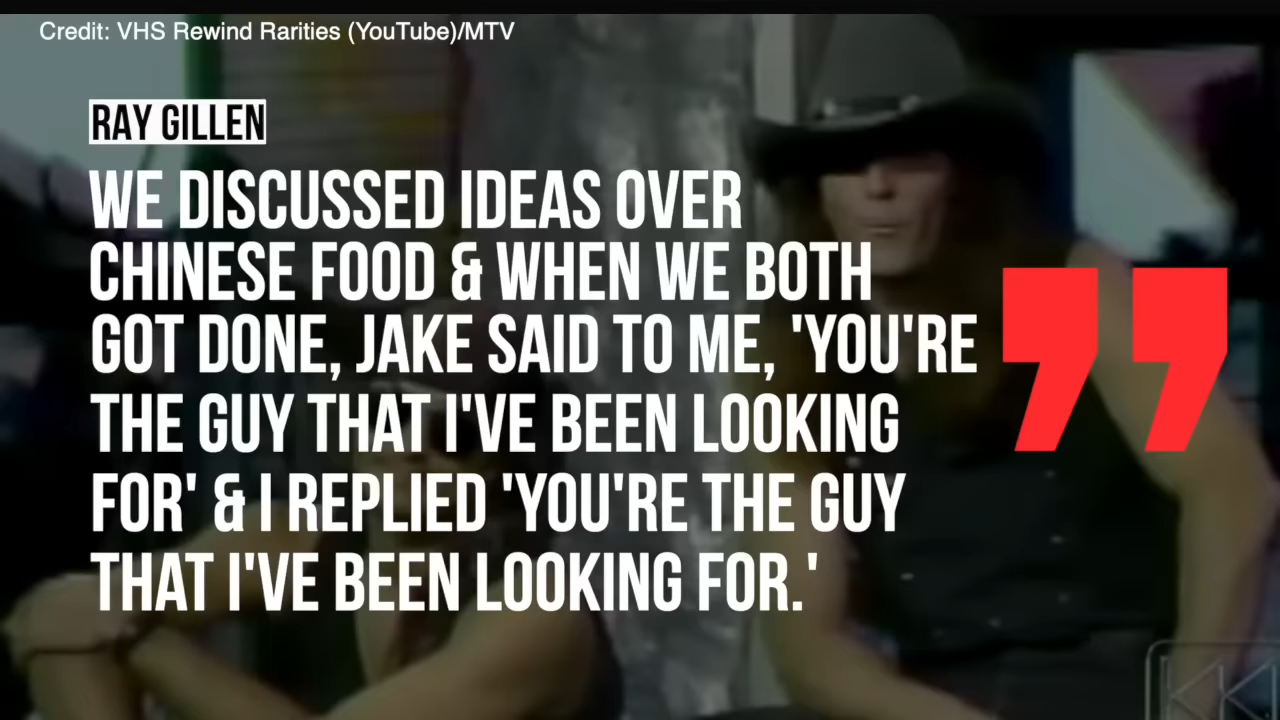 Credit: VHS Rewind Rarities (YouTube)/MTV
RAY GILLEN
WE DISCUSSED IDEAS OVER
CHINESE FOOD & WHEN WE BOTH
GOT DONE, JAKE SAID TO ME, 'YOU'RE
THE GUY THAT I'VE BEEN LOOKING
FOR' & I REPLIED 'YOU'RE THE GUY
THAT I'VE BEEN LOOKING FOR.'
”